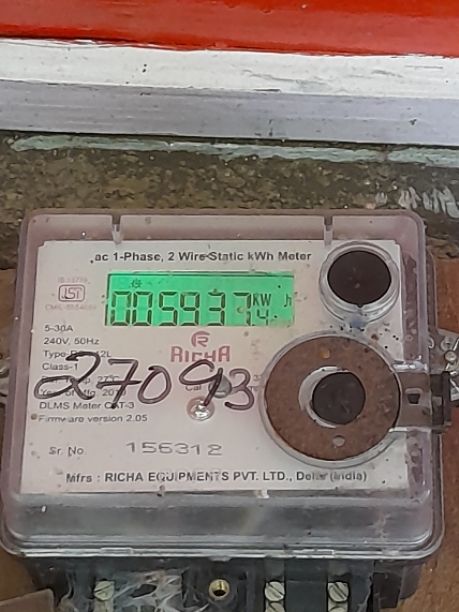 ac 1-Phase, 2 Wire Static kWh Meter
ISI
005937 KW h
5-30A
240V, 50Hz
RICHA
Class-1
27093
DLMS Meter CAT-3
Firmware version 2.05
Sr. No 156312
Mfrs : RICHA EQUIPMENTS PVT. LTD., Delhi (India)